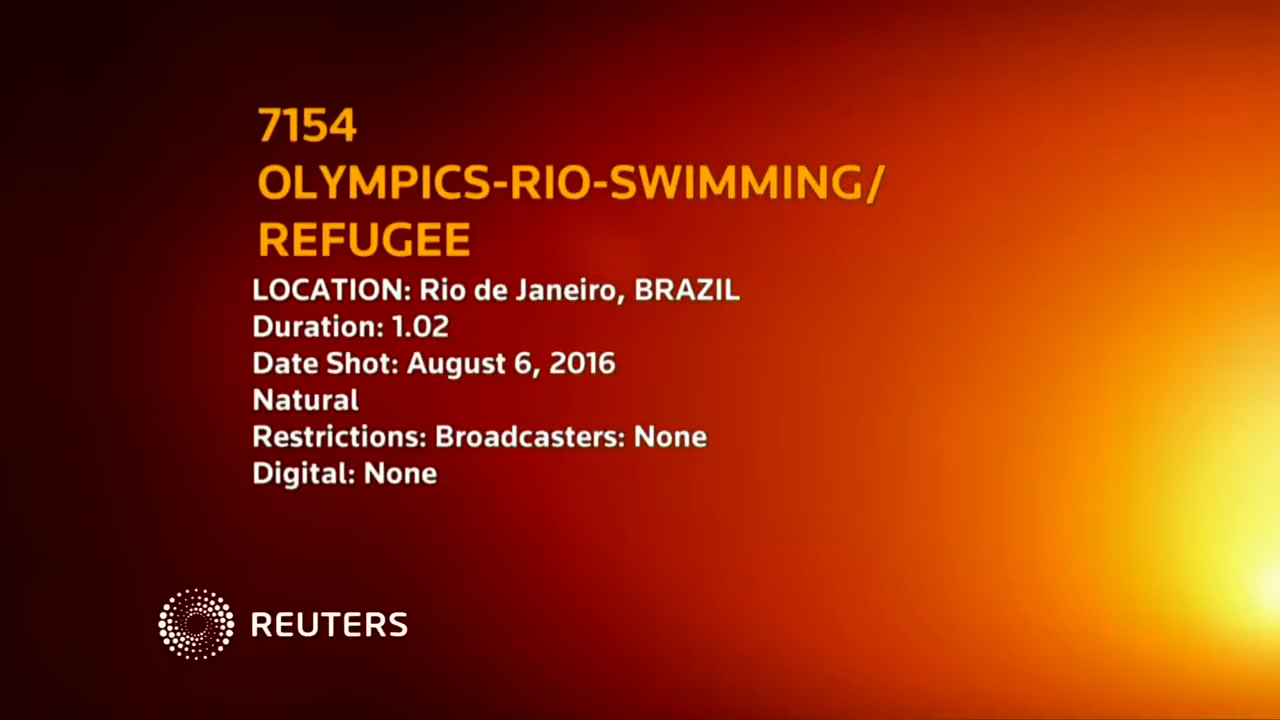 7154
OLYMPICS-RIO-SWIMMING/
REFUGEE
LOCATION: Rio de Janeiro, BRAZIL
Duration: 1.02
Date Shot: August 6, 2016
Natural
Restrictions: Broadcasters: None
Digital: None
REUTERS